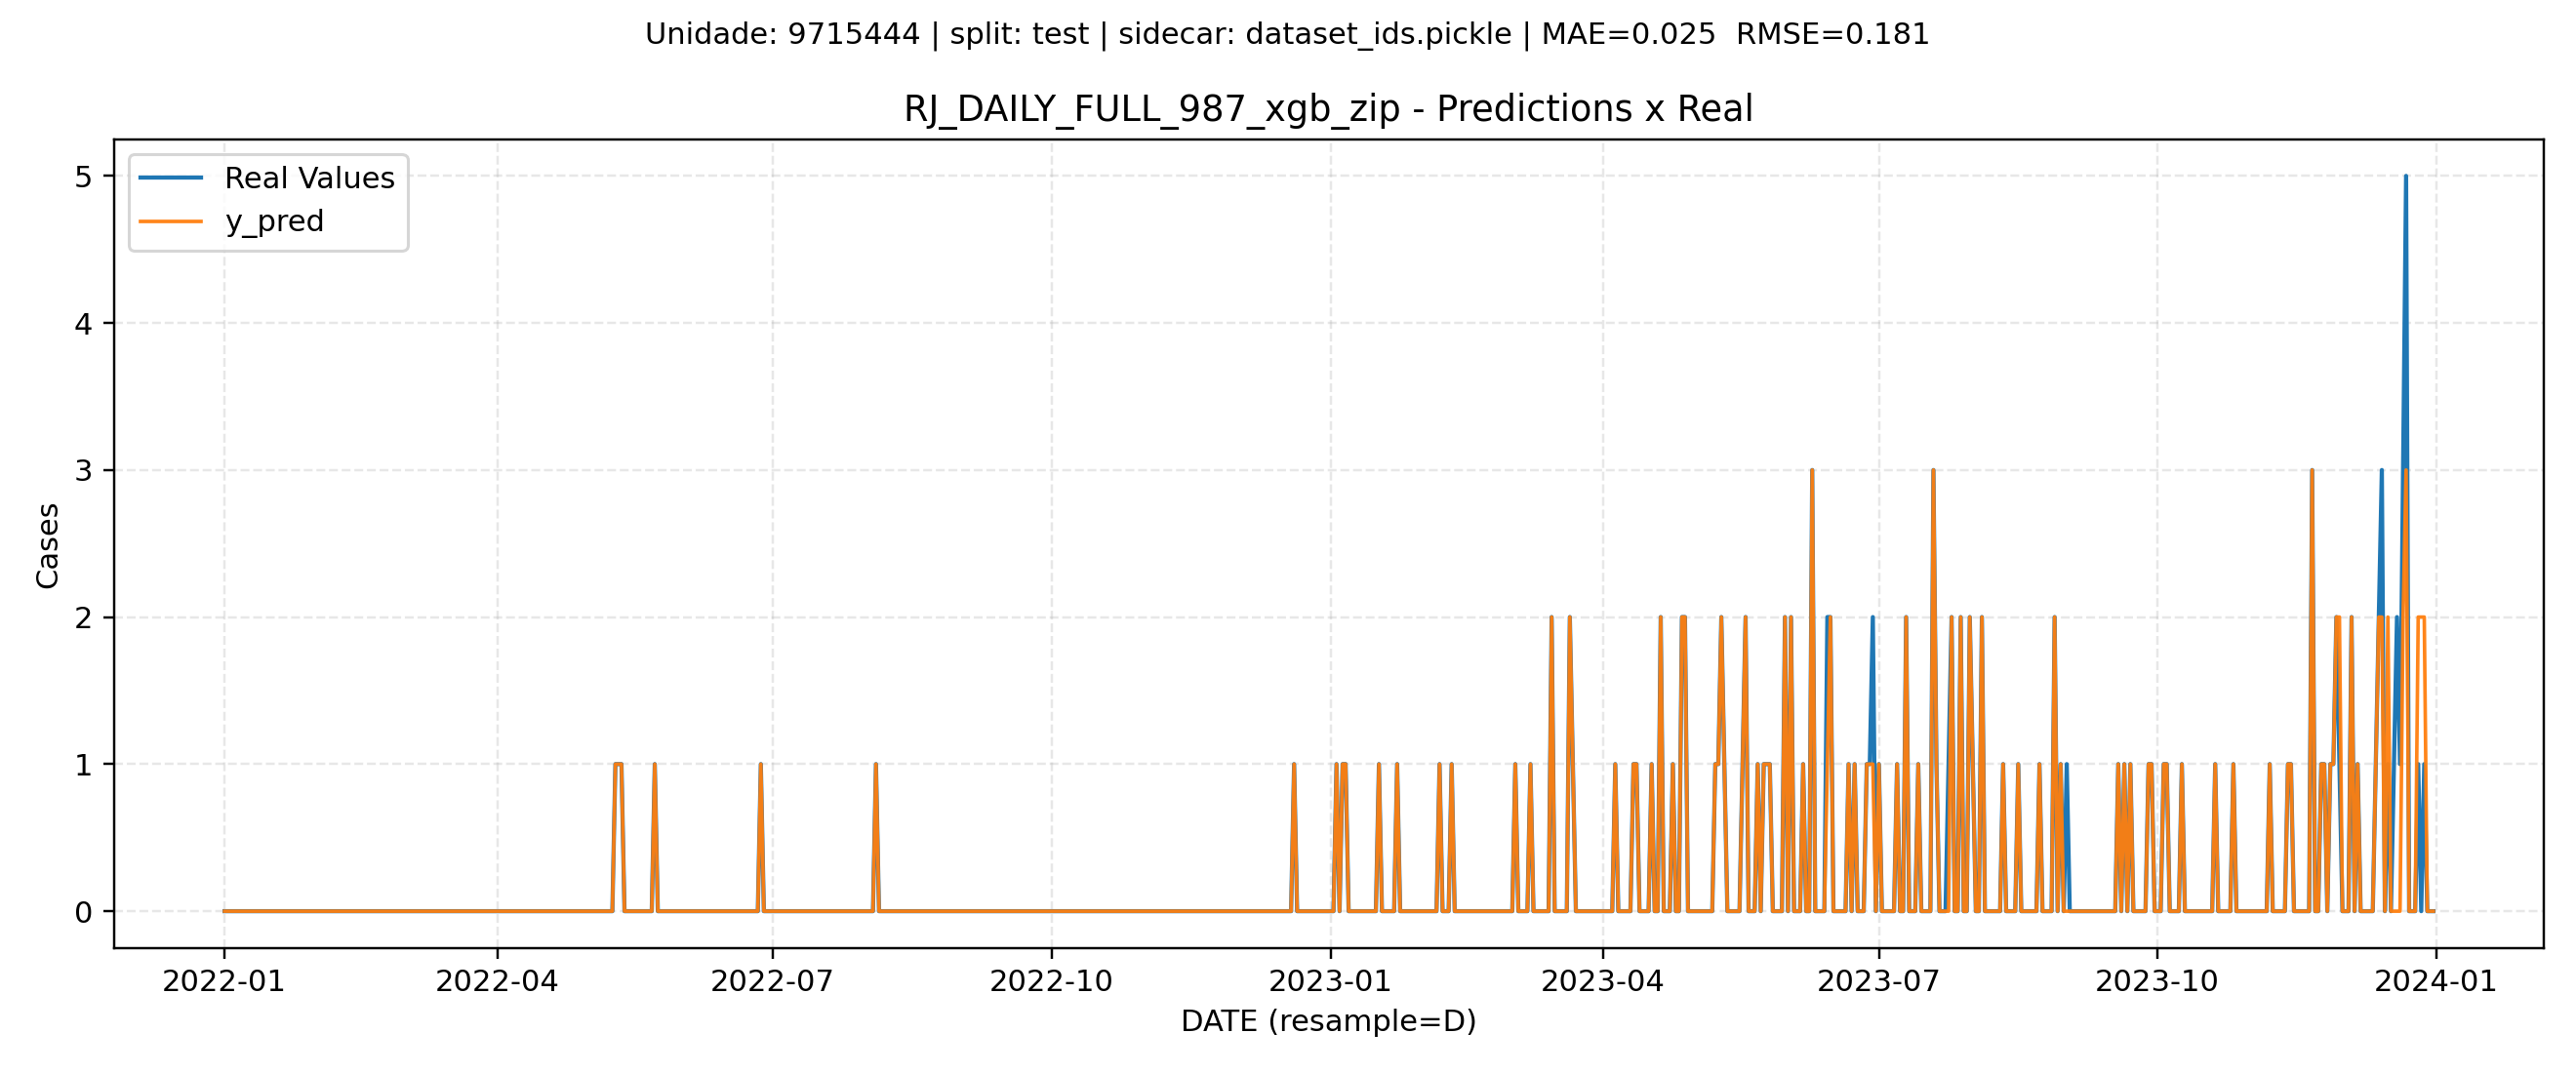 Unidade: 9715444 | split: test | sidecar: dataset_ids.pickle | MAE=0.025  RMSE=0.181
RJ_DAILY_FULL_987_xgb_zip - Predictions x Real
Real Values
y_pred
5
4
3
2
1
0
Cases
2022-01 2022-04 2022-07 2022-10 2023-01 2023-04 2023-07 2023-10 2024-01
DATE (resample=D)